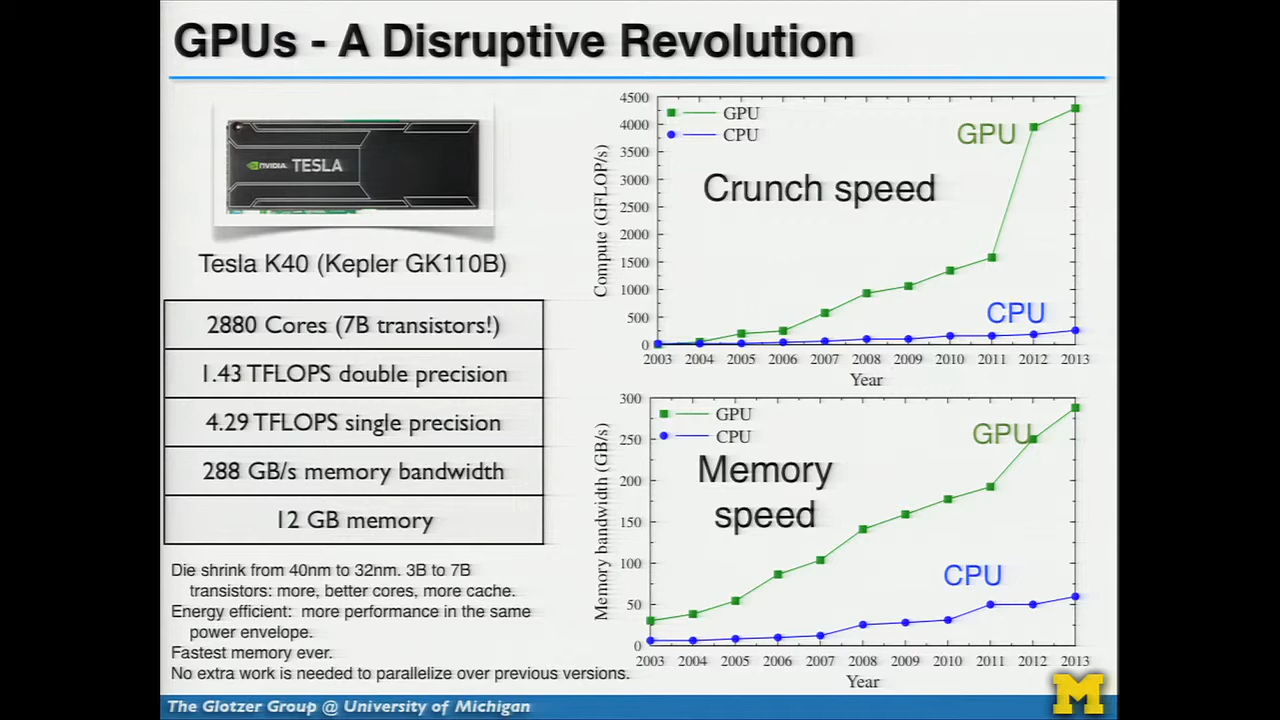 GPUs - A Disruptive Revolution
NVIDIA. TESLA
Tesla K40 (Kepler GK110B)
2880 Cores (7B transistors!)
1.43 TFLOPS double precision
4.29 TFLOPS single precision
288 GB/s memory bandwidth
12 GB memory
Die shrink from 40nm to 32nm. 3B to 7B
transistors: more, better cores, more cache.
Energy efficient: more performance in the same
power envelope.
Fastest memory ever.
No extra work is needed to parallelize over previous versions.
4500
4000
3500
3000
2500
2000
1500
1000
500
0
Compute (GFLOP/s)
GPU
CPU
GPU
Crunch speed
CPU
2003 2004 2005 2006 2007 2008 2009 2010 2011 2012 2013
Year
300
250
200
150
100
50
0
Memory bandwidth (GB/s)
GPU
CPU
GPU
Memory
speed
CPU
2003 2004 2005 2006 2007 2008 2009 2010 2011 2012 2013
Year
The Glotzer Group @ University of Michigan
M